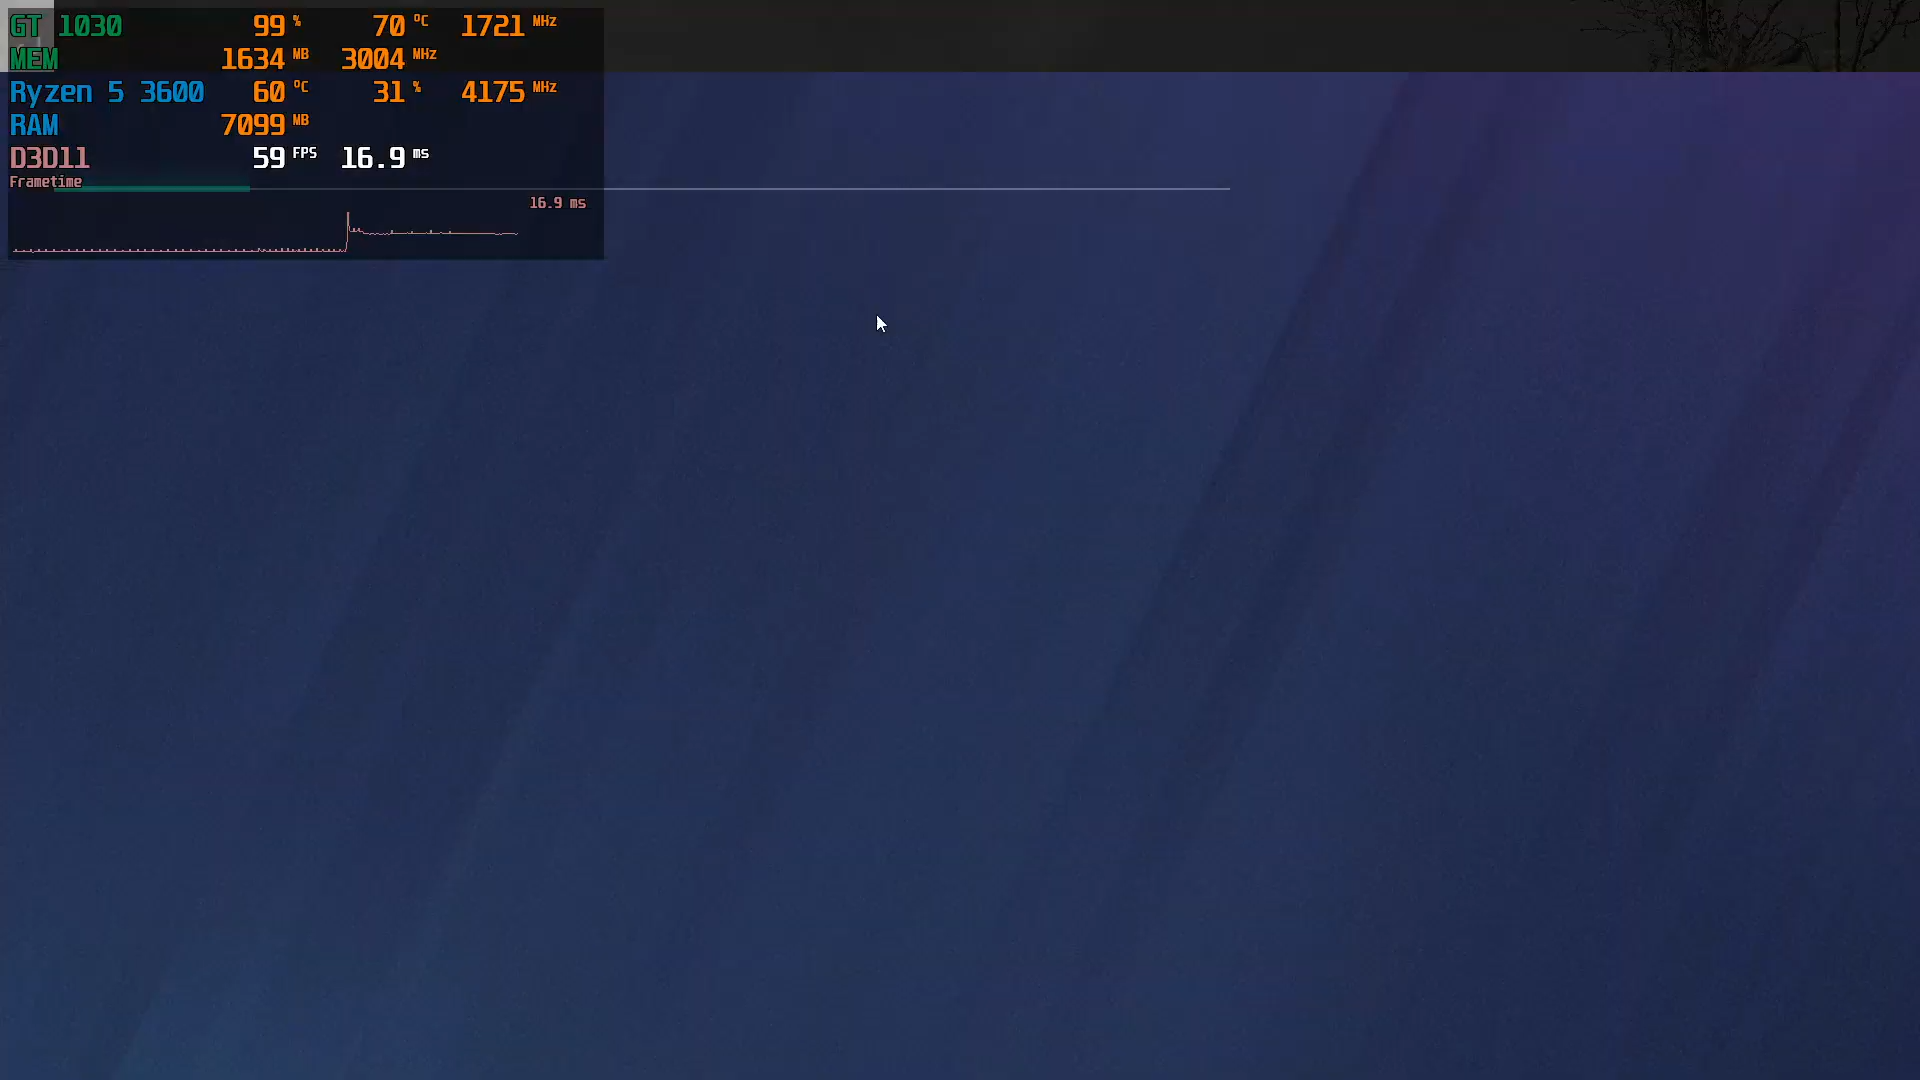 GT 1030 99 % 70 °C 1721 MHz
MEM 1634 MB 3004 MHz
Ryzen 5 3600 60 °C 31 % 4175 MHz
RAM 7099 MB
D3D11 59 FPS 16.9 ms
Frametime
16.9 ms